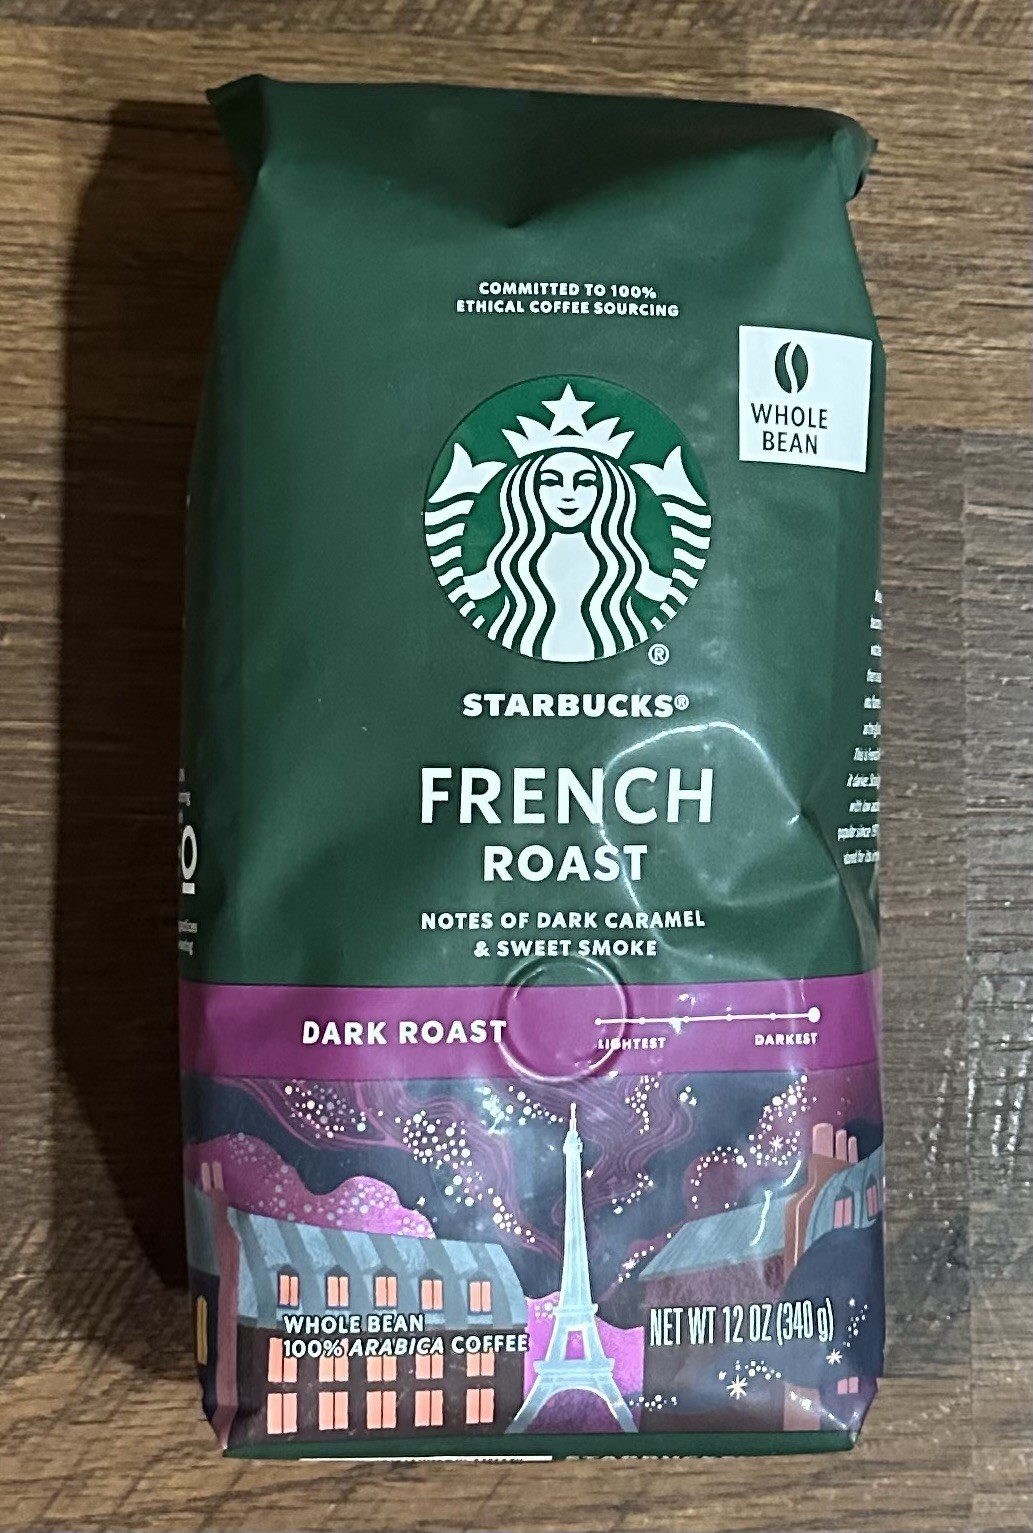 COMMITTED TO 100%
ETHICAL COFFEE SOURCING
WHOLE
BEAN
®
STARBUCKS®
FRENCH
ROAST
NOTES OF DARK CARAMEL
& SWEET SMOKE
DARK ROAST
LIGHTEST
DARKEST
WHOLE BEAN
100% ARABICA COFFEE
NET WT 12 OZ (340 g)